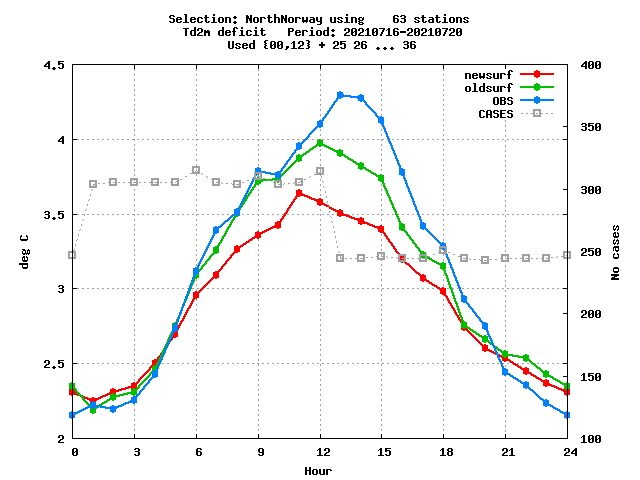 Selection: NorthNorway using    63 stations
Td2m deficit   Period: 20210716-20210720
Used {00,12} + 25 26 ... 36
4.5
4
3.5
3
2.5
2
deg C
newsurf
oldsurf
OBS
CASES
400
350
300
250
200
150
100
No cases
0 3 6 9 12 15 18 21 24
Hour